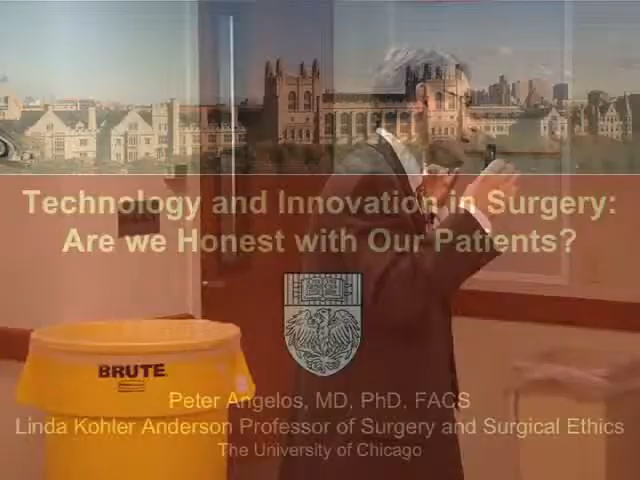 Technology and Innovation in Surgery:
Are we Honest with Our Patients?
BRUTE
Peter Angelos, MD, PhD, FACS
Linda Kohler Anderson Professor of Surgery and Surgical Ethics
The University of Chicago